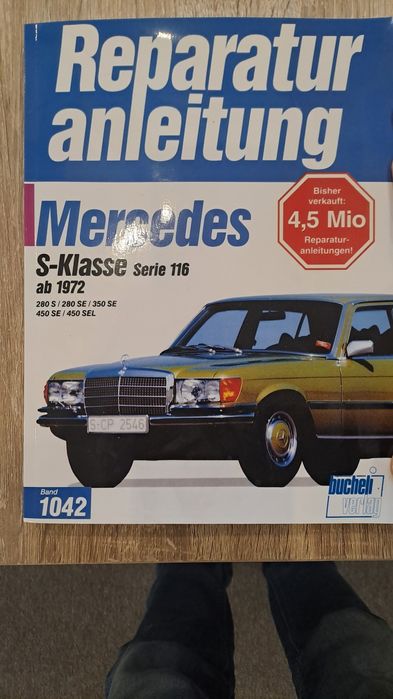 Reparatur
anleitung
Bisher
verkauft:
4,5 Mio
Reparatur-
anleitungen!
Mercedes
S-Klasse Serie 116
ab 1972
280 S / 280 SE / 350 SE
450 SE / 450 SEL
S-CP 2546
Band
1042
bucheli
verlag